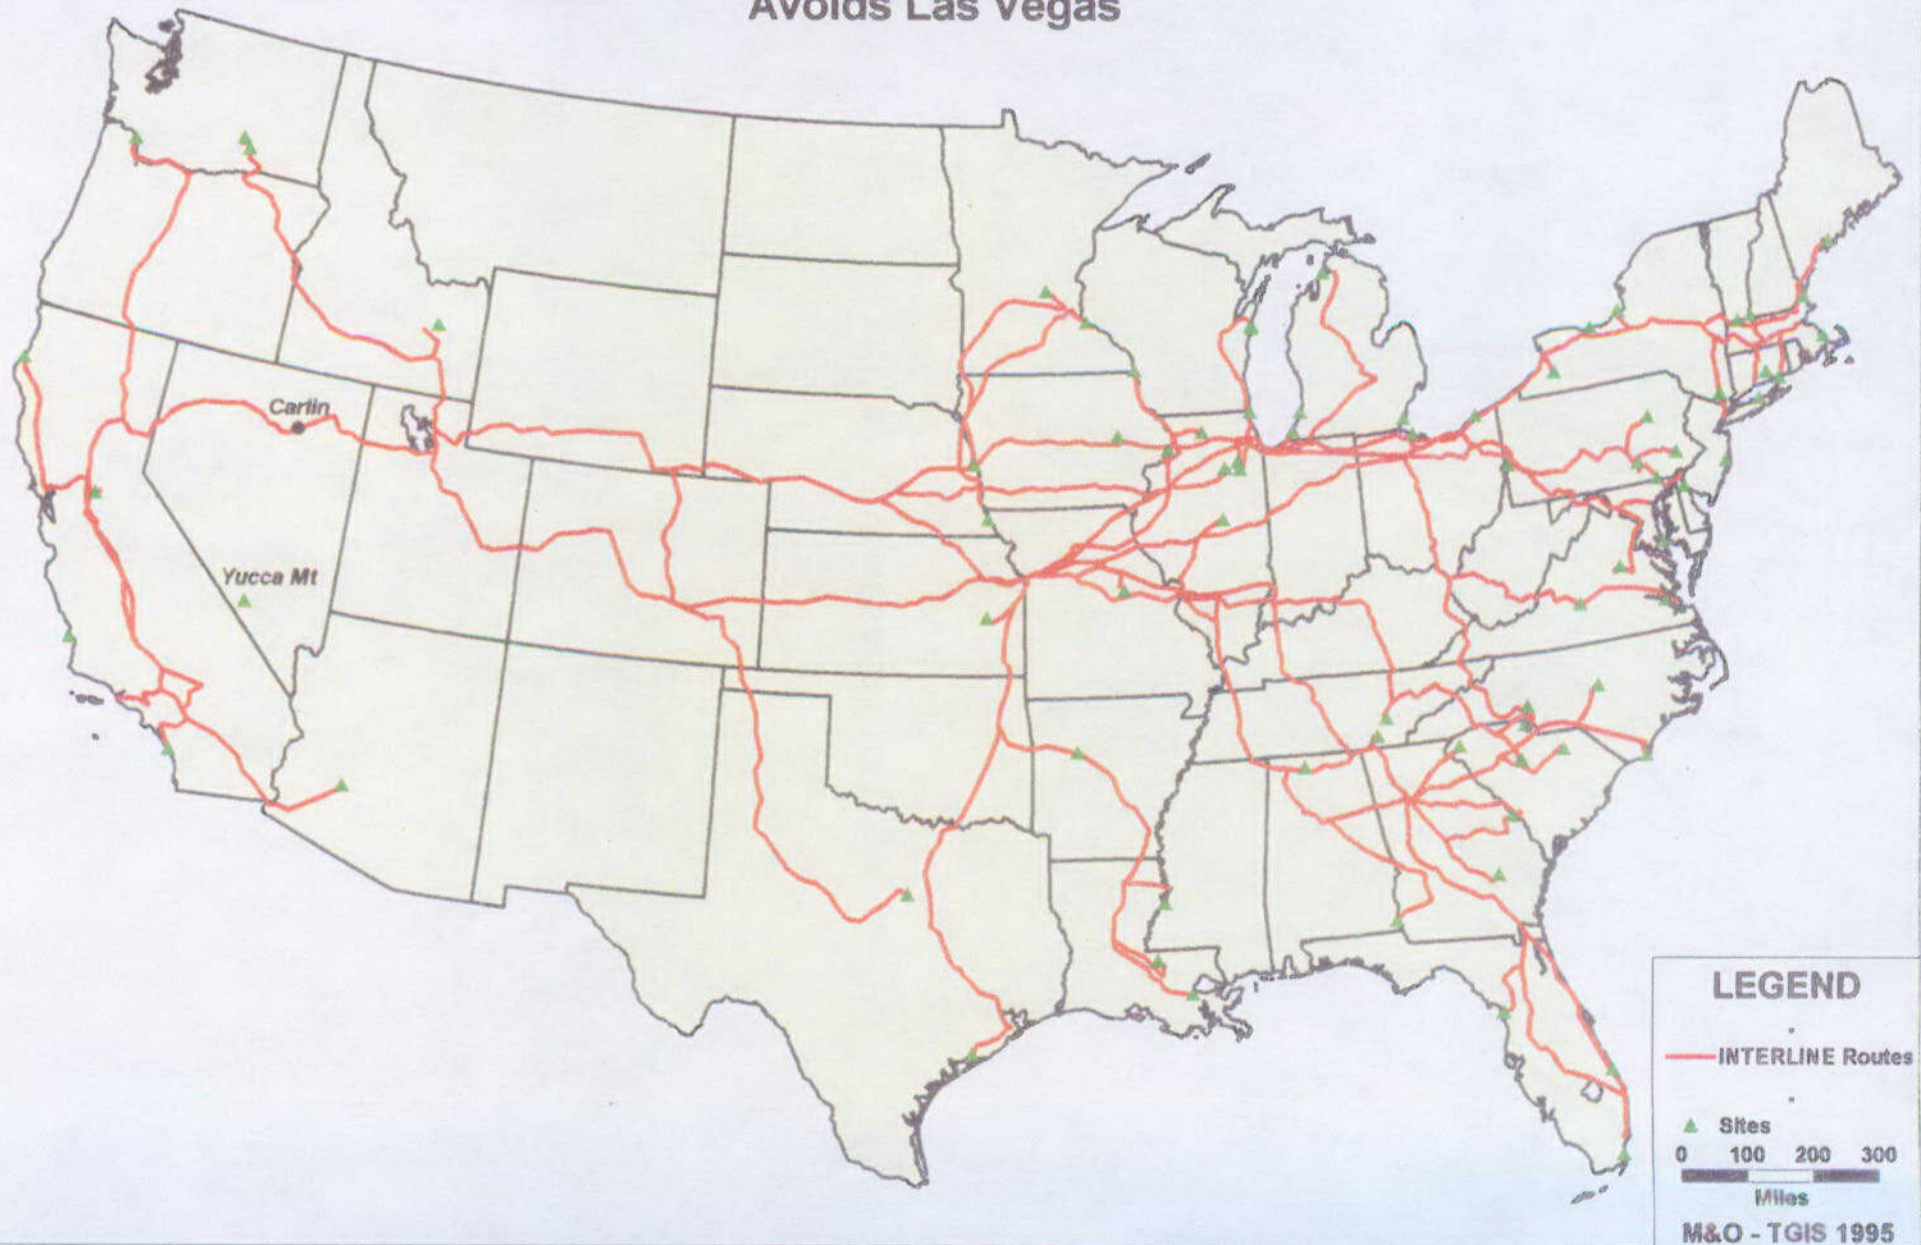 Avoids Las Vegas
Carlin
Yucca Mt
LEGEND
INTERLINE Routes
Sites
0 100 200 300
Miles
M&O - TGIS 1995